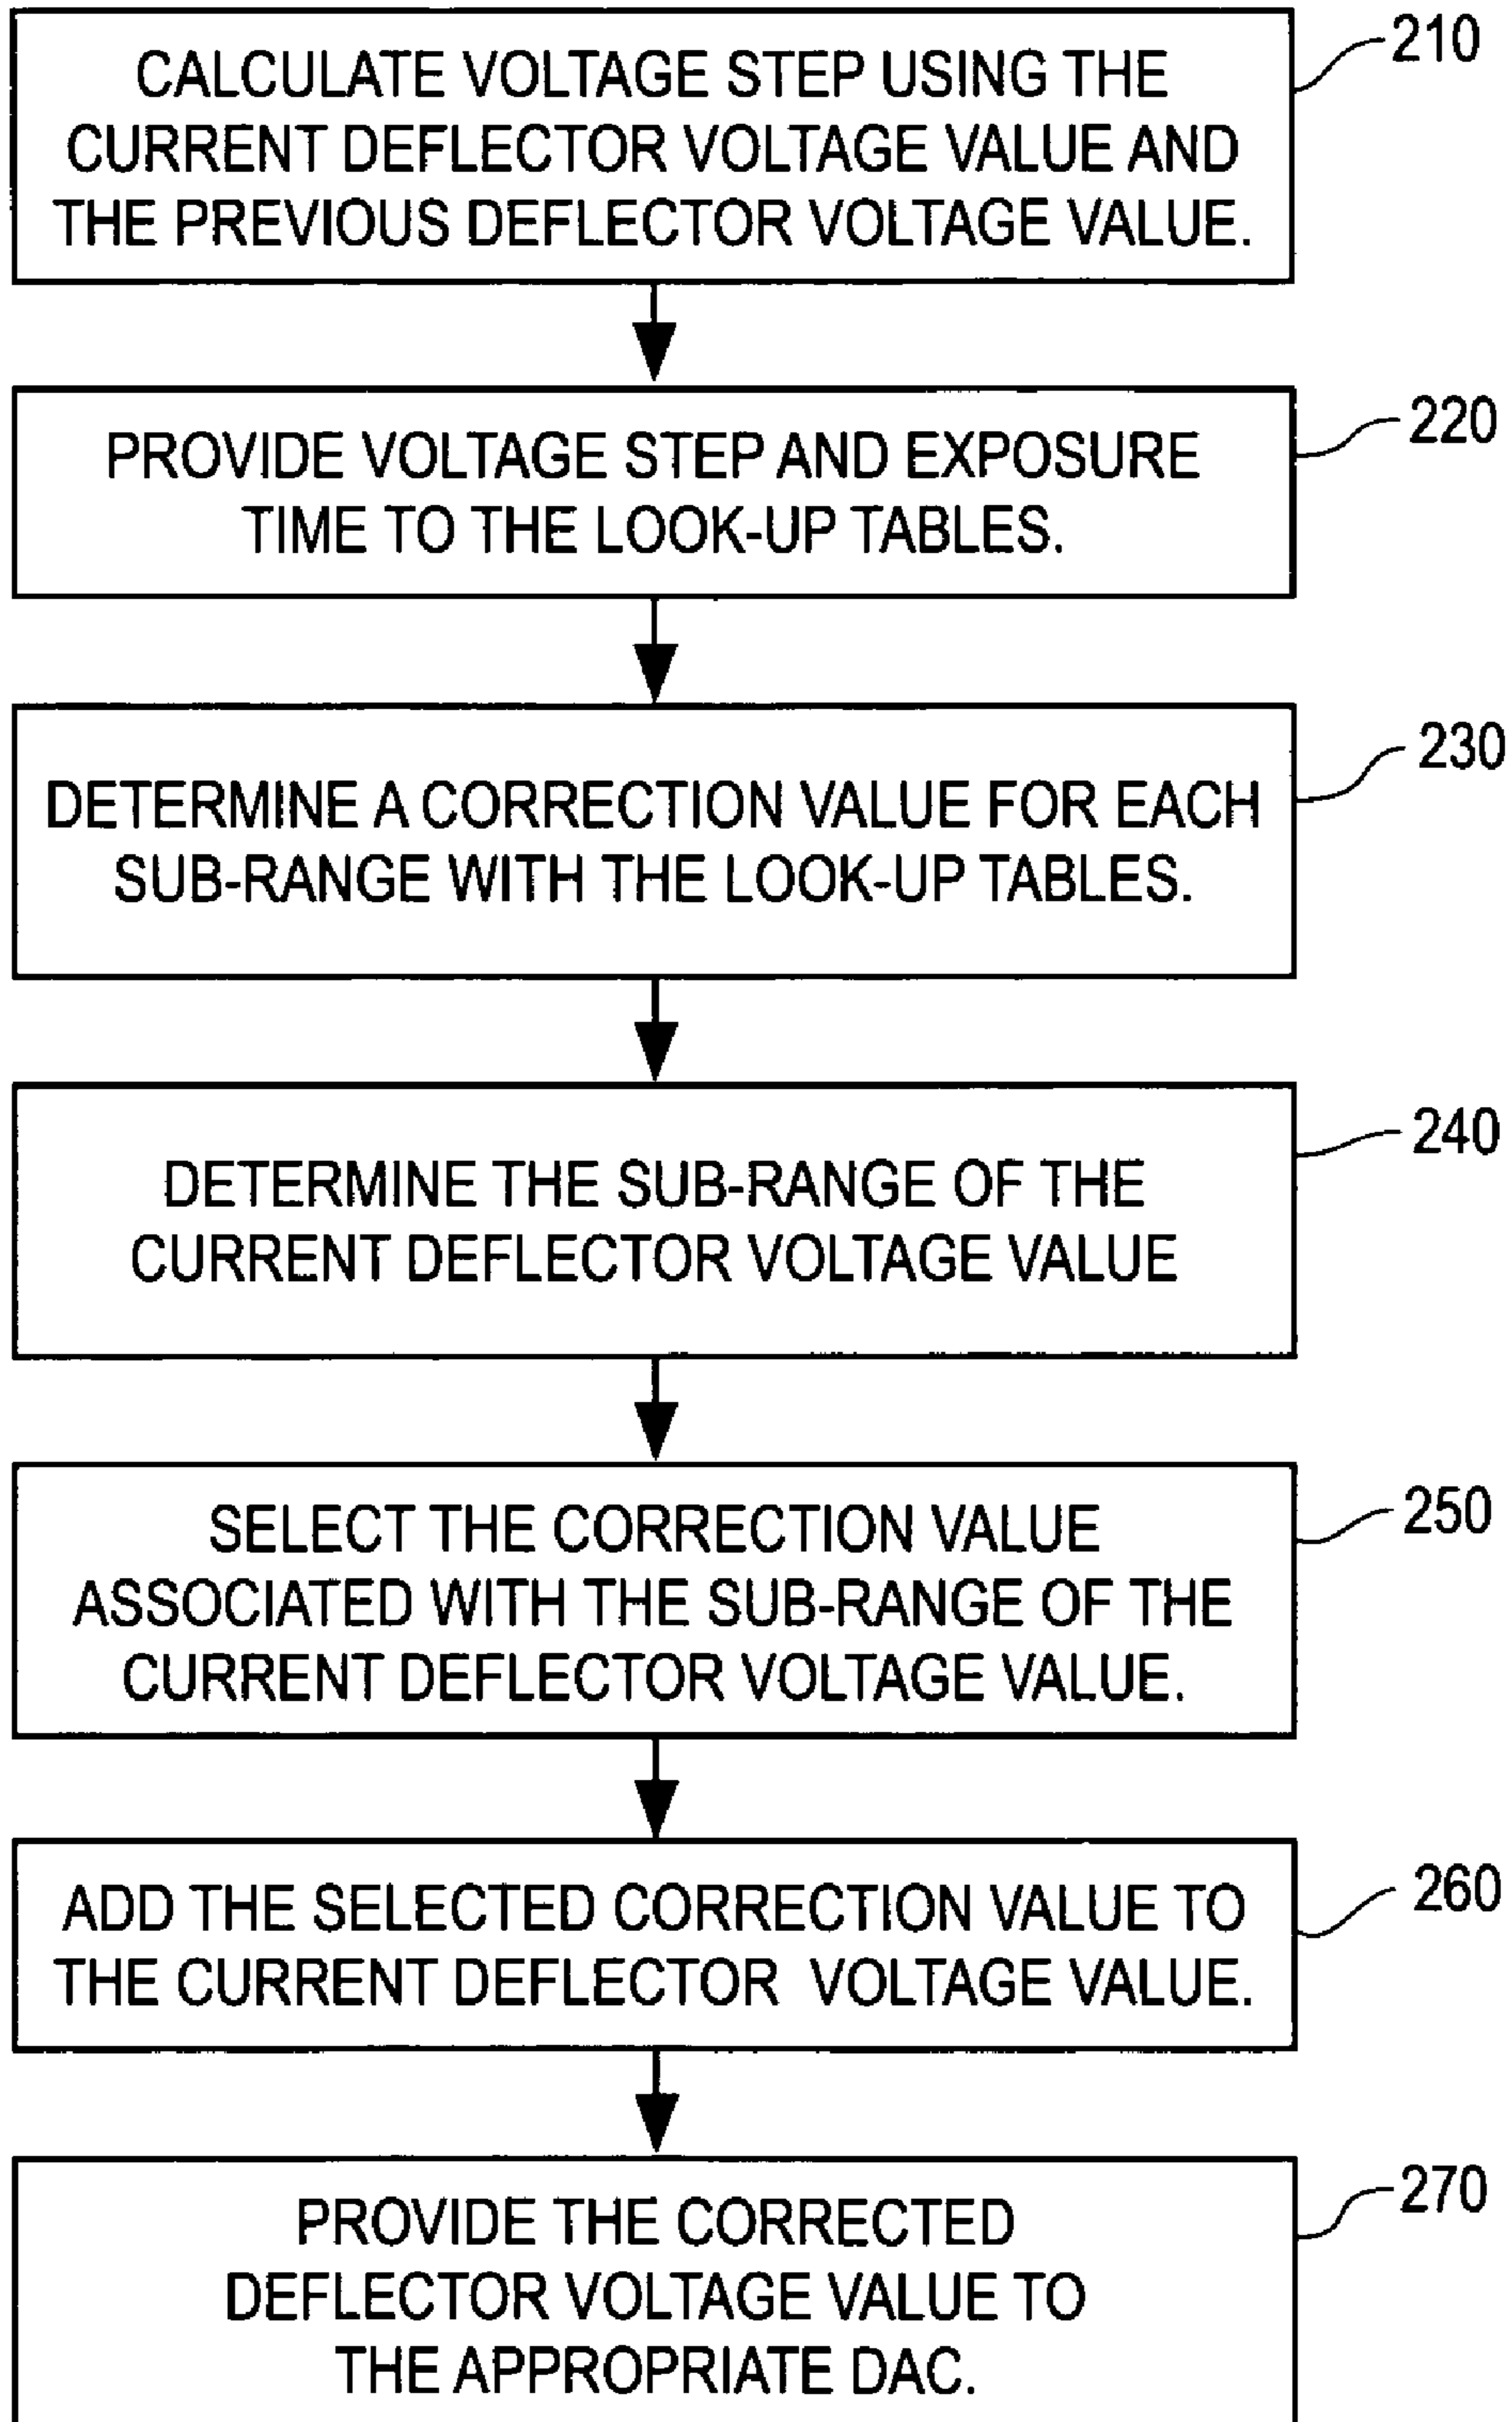 CALCULATE VOLTAGE STEP USING THE
CURRENT DEFLECTOR VOLTAGE VALUE AND
THE PREVIOUS DEFLECTOR VOLTAGE VALUE.
210
PROVIDE VOLTAGE STEP AND EXPOSURE
TIME TO THE LOOK-UP TABLES.
220
DETERMINE A CORRECTION VALUE FOR EACH
SUB-RANGE WITH THE LOOK-UP TABLES.
230
DETERMINE THE SUB-RANGE OF THE
CURRENT DEFLECTOR VOLTAGE VALUE
240
SELECT THE CORRECTION VALUE
ASSOCIATED WITH THE SUB-RANGE OF THE
CURRENT DEFLECTOR VOLTAGE VALUE.
250
ADD THE SELECTED CORRECTION VALUE TO
THE CURRENT DEFLECTOR VOLTAGE VALUE.
260
PROVIDE THE CORRECTED
DEFLECTOR VOLTAGE VALUE TO
THE APPROPRIATE DAC.
270